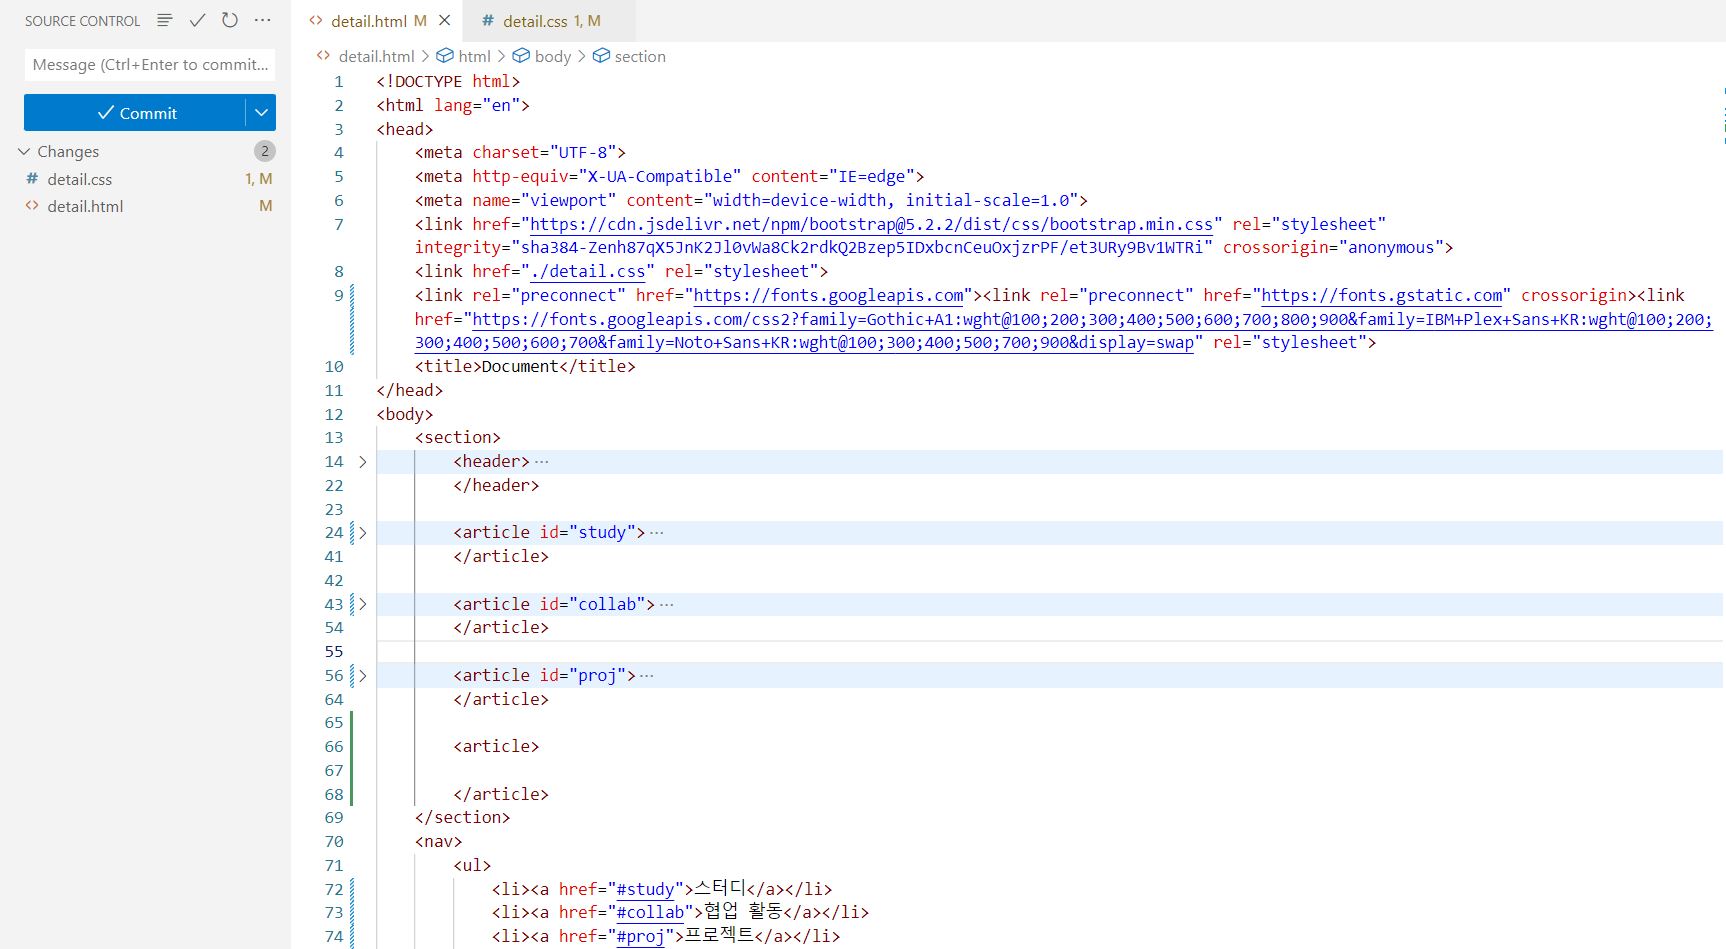 SOURCE CONTROL
Message (Ctrl+Enter to commit...
Commit
Changes 2
detail.css 1, M
detail.html M
detail.html M
# detail.css 1, M
detail.html > html > body > section
1 <!DOCTYPE html>
2 <html lang="en">
3 <head>
4 <meta charset="UTF-8">
5 <meta http-equiv="X-UA-Compatible" content="IE=edge">
6 <meta name="viewport" content="width=device-width, initial-scale=1.0">
7 <link href="https://cdn.jsdelivr.net/npm/bootstrap@5.2.2/dist/css/bootstrap.min.css" rel="stylesheet"
integrity="sha384-Zenh87qX5JnK2Jl0vWa8Ck2rdkQ2Bzep5IDxbcnCeuOxjzrPF/et3URy9Bv1WTRi" crossorigin="anonymous">
8 <link href="./detail.css" rel="stylesheet">
9 <link rel="preconnect" href="https://fonts.googleapis.com"><link rel="preconnect" href="https://fonts.gstatic.com" crossorigin><link
href="https://fonts.googleapis.com/css2?family=Gothic+A1:wght@100;200;300;400;500;600;700;800;900&family=IBM+Plex+Sans+KR:wght@100;200;
300;400;500;600;700&family=Noto+Sans+KR:wght@100;300;400;500;700;900&display=swap" rel="stylesheet">
10 <title>Document</title>
11 </head>
12 <body>
13 <section>
14 <header>...
22 </header>
23
24 <article id="study">...
41 </article>
42
43 <article id="collab">...
54 </article>
55
56 <article id="proj">...
64 </article>
65
66 <article>
67
68 </article>
69 </section>
70 <nav>
71 <ul>
72 <li><a href="#study">스터디</a></li>
73 <li><a href="#collab">협업 활동</a></li>
74 <li><a href="#proj">프로젝트</a></li>